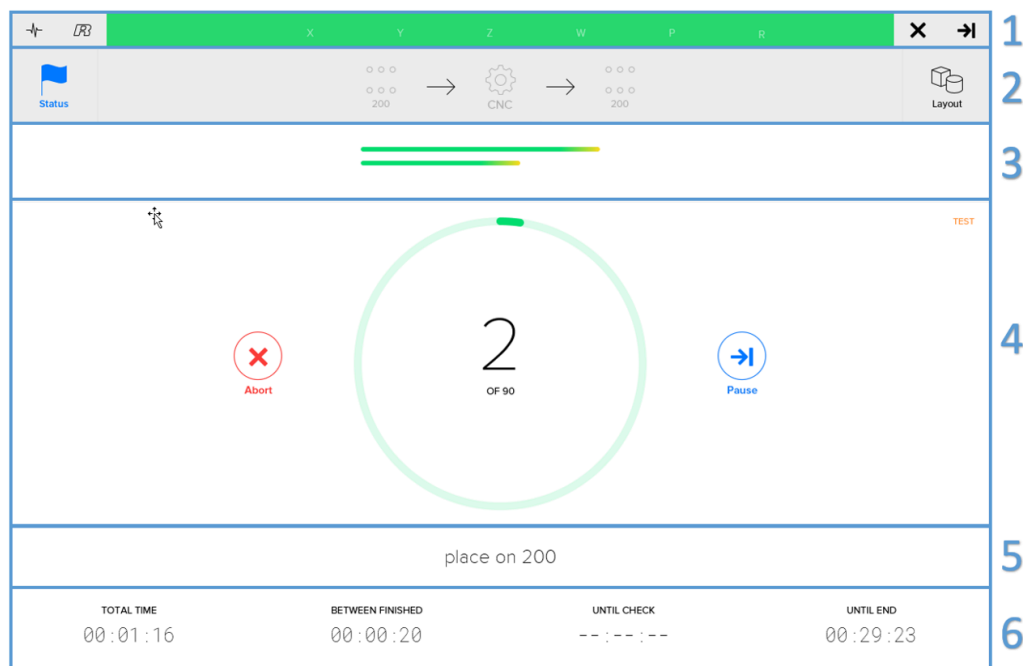 R X Y Z W P R 1
Status 200 CNC 200 Layout 2
3
TEST
2
OF 90
Abort Pause 4
place on 200 5
TOTAL TIME BETWEEN FINISHED UNTIL CHECK UNTIL END
00:01:16 00:00:20 --:--:-- 00:29:23 6